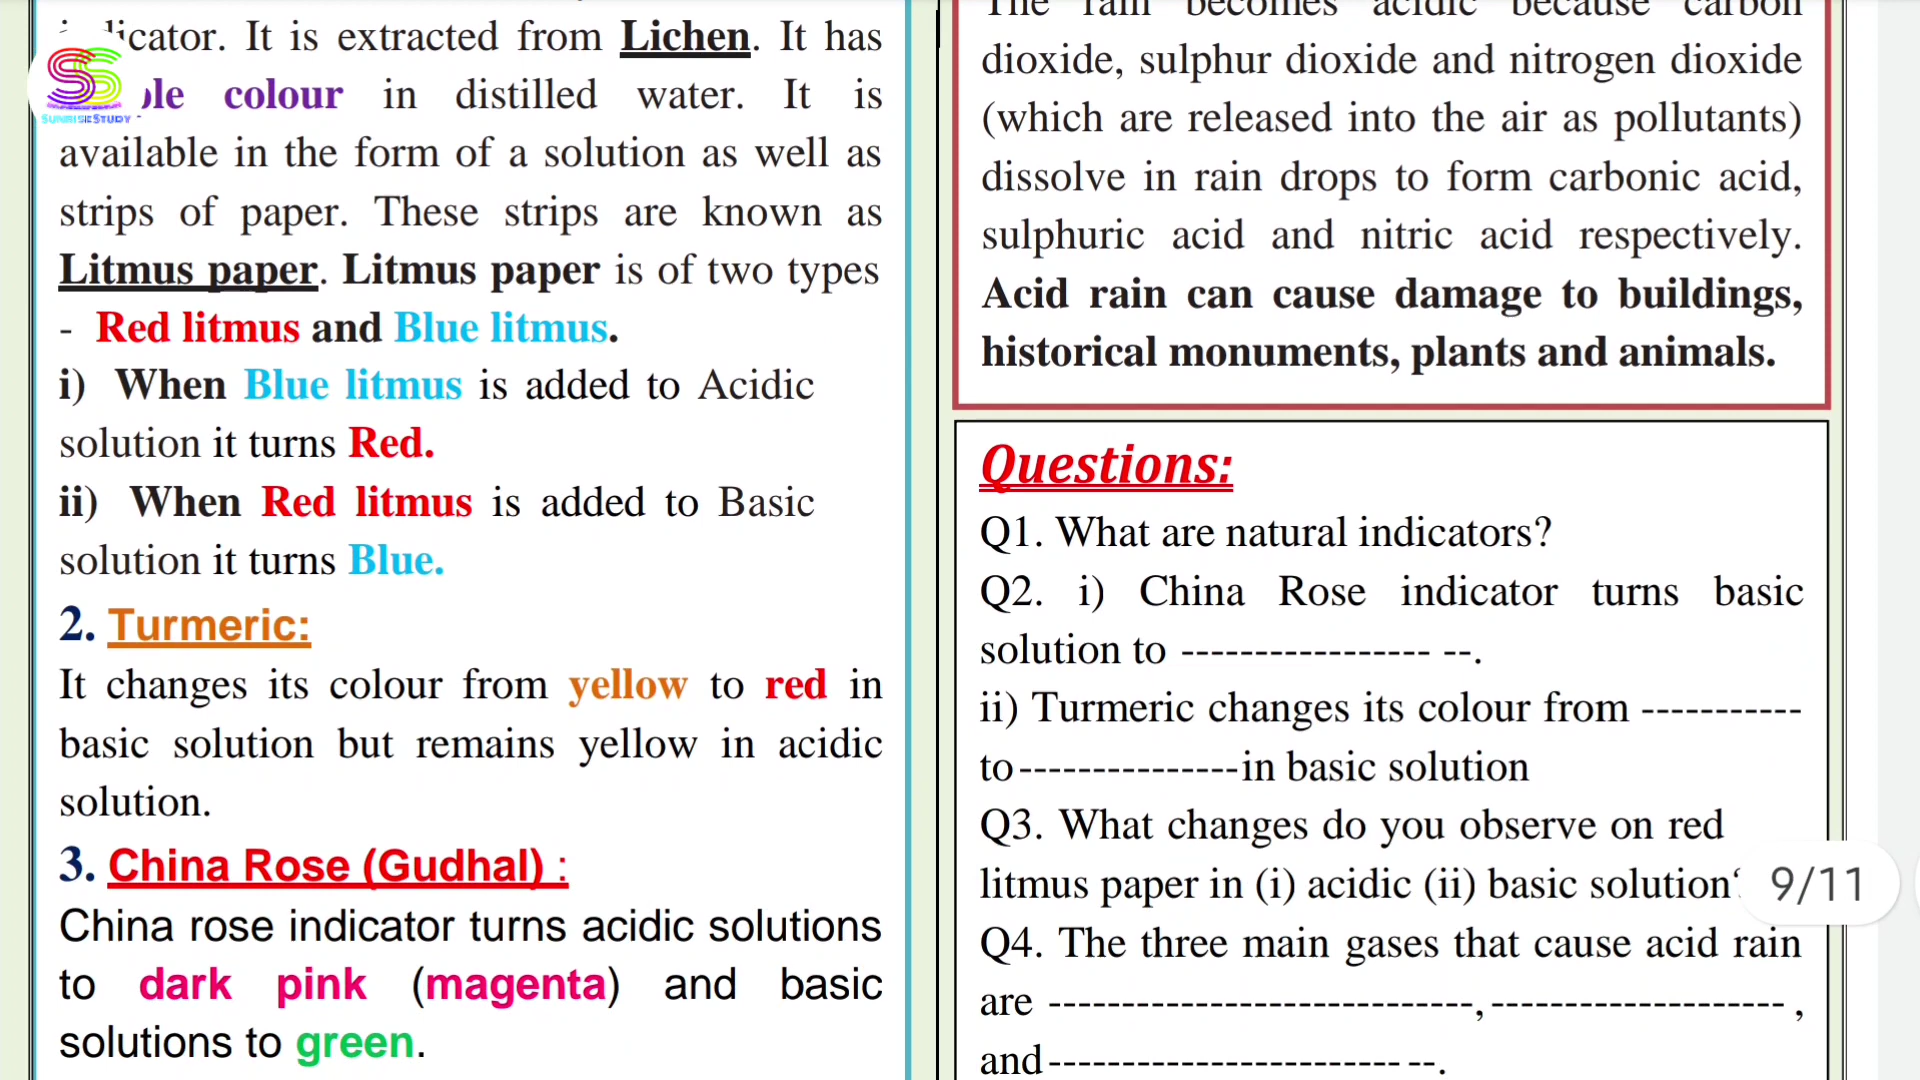 It is extracted from Lichen. It has
colour in distilled water. It is
available in the form of a solution as well as
strips of paper. These strips are known as
Litmus paper. Litmus paper is of two types
- Red litmus and Blue litmus.
i) When Blue litmus is added to Acidic
solution it turns Red.
ii) When Red litmus is added to Basic
solution it turns Blue.
2. Turmeric:
It changes its colour from yellow to red in
basic solution but remains yellow in acidic
solution.
3. China Rose (Gudhal) :
China rose indicator turns acidic solutions
to dark pink (magenta) and basic
solutions to green.
SUNRISE STUDY
The rain becomes acidic because carbon
dioxide, sulphur dioxide and nitrogen dioxide
(which are released into the air as pollutants)
dissolve in rain drops to form carbonic acid,
sulphuric acid and nitric acid respectively.
Acid rain can cause damage to buildings,
historical monuments, plants and animals.
Questions:
Q1. What are natural indicators?
Q2. i) China Rose indicator turns basic
solution to ----------------- --.
ii) Turmeric changes its colour from -----------
to---------------in basic solution
Q3. What changes do you observe on red
litmus paper in (i) acidic (ii) basic solution
Q4. The three main gases that cause acid rain
are -----------------------------,-------------------- ,
and------------------------ --.
9/11